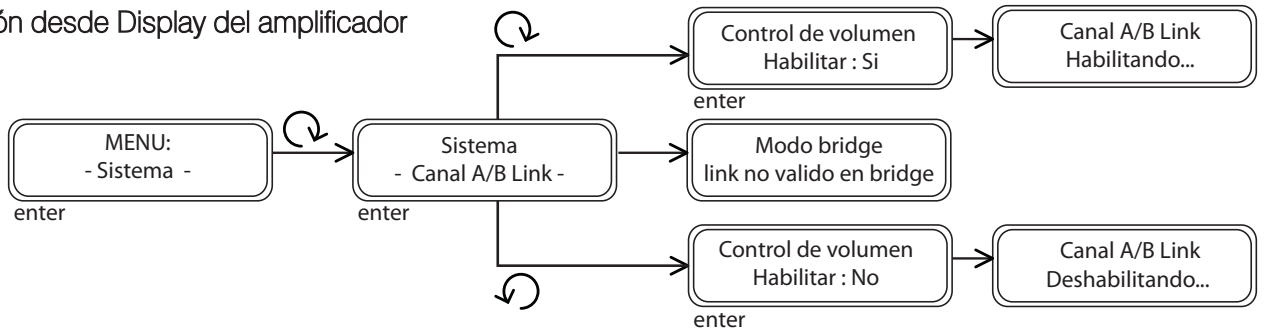 ón desde Display del amplificador
Control de volumen
Habilitar : Si
enter
Canal A/B Link
Habilitando...
MENU:
- Sistema -
enter
Sistema
- Canal A/B Link -
enter
Modo bridge
link no valido en bridge
Control de volumen
Habilitar : No
enter
Canal A/B Link
Deshabilitando...